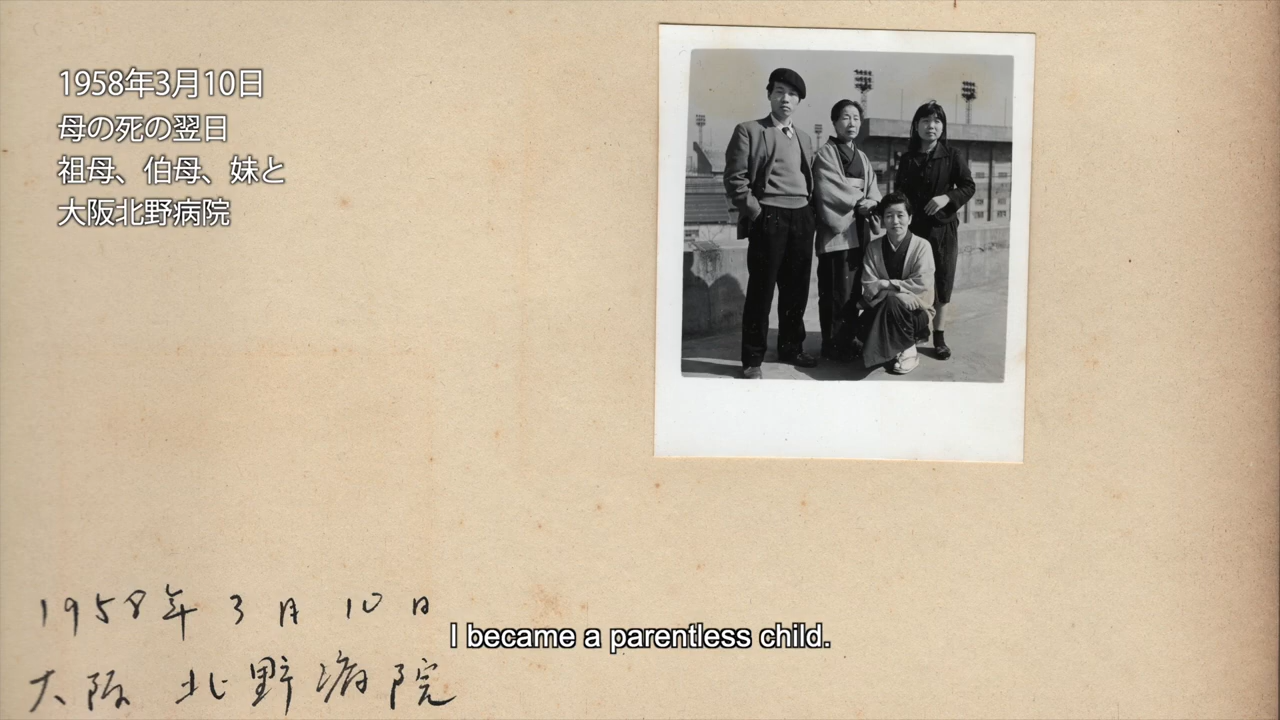 1958年3月10日
母の死の翌日
祖母、伯母、妹と
大阪北野病院
1958年3月10日
大阪 北野病院
I became a parentless child.